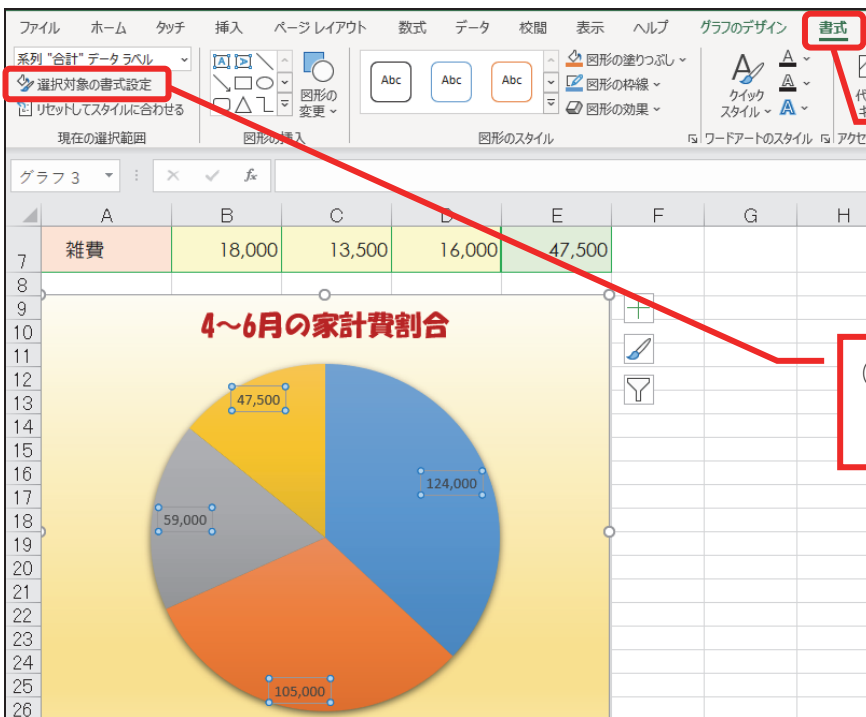 ファイル ホーム タッチ 挿入 ページ レイアウト 数式 データ 校閲 表示 ヘルプ グラフのデザイン 書式
系列 "合計" データ ラベル
選択対象の書式設定
リセットしてスタイルに合わせる
現在の選択範囲
図形の
変更
図形の挿入
Abc Abc Abc
図形の塗りつぶし
図形の枠線
図形の効果
図形のスタイル
クイック
スタイル
A
A
A
ワードアートのスタイル
アクセ
グラフ 3
fx
A B C D E F G H
7 雑費 18,000 13,500 16,000 47,500
8
9
10
11
12
13
14
15
16
17
18
19
20
21
22
23
24
25
26
4～6月の家計費割合
47,500
124,000
59,000
105,000